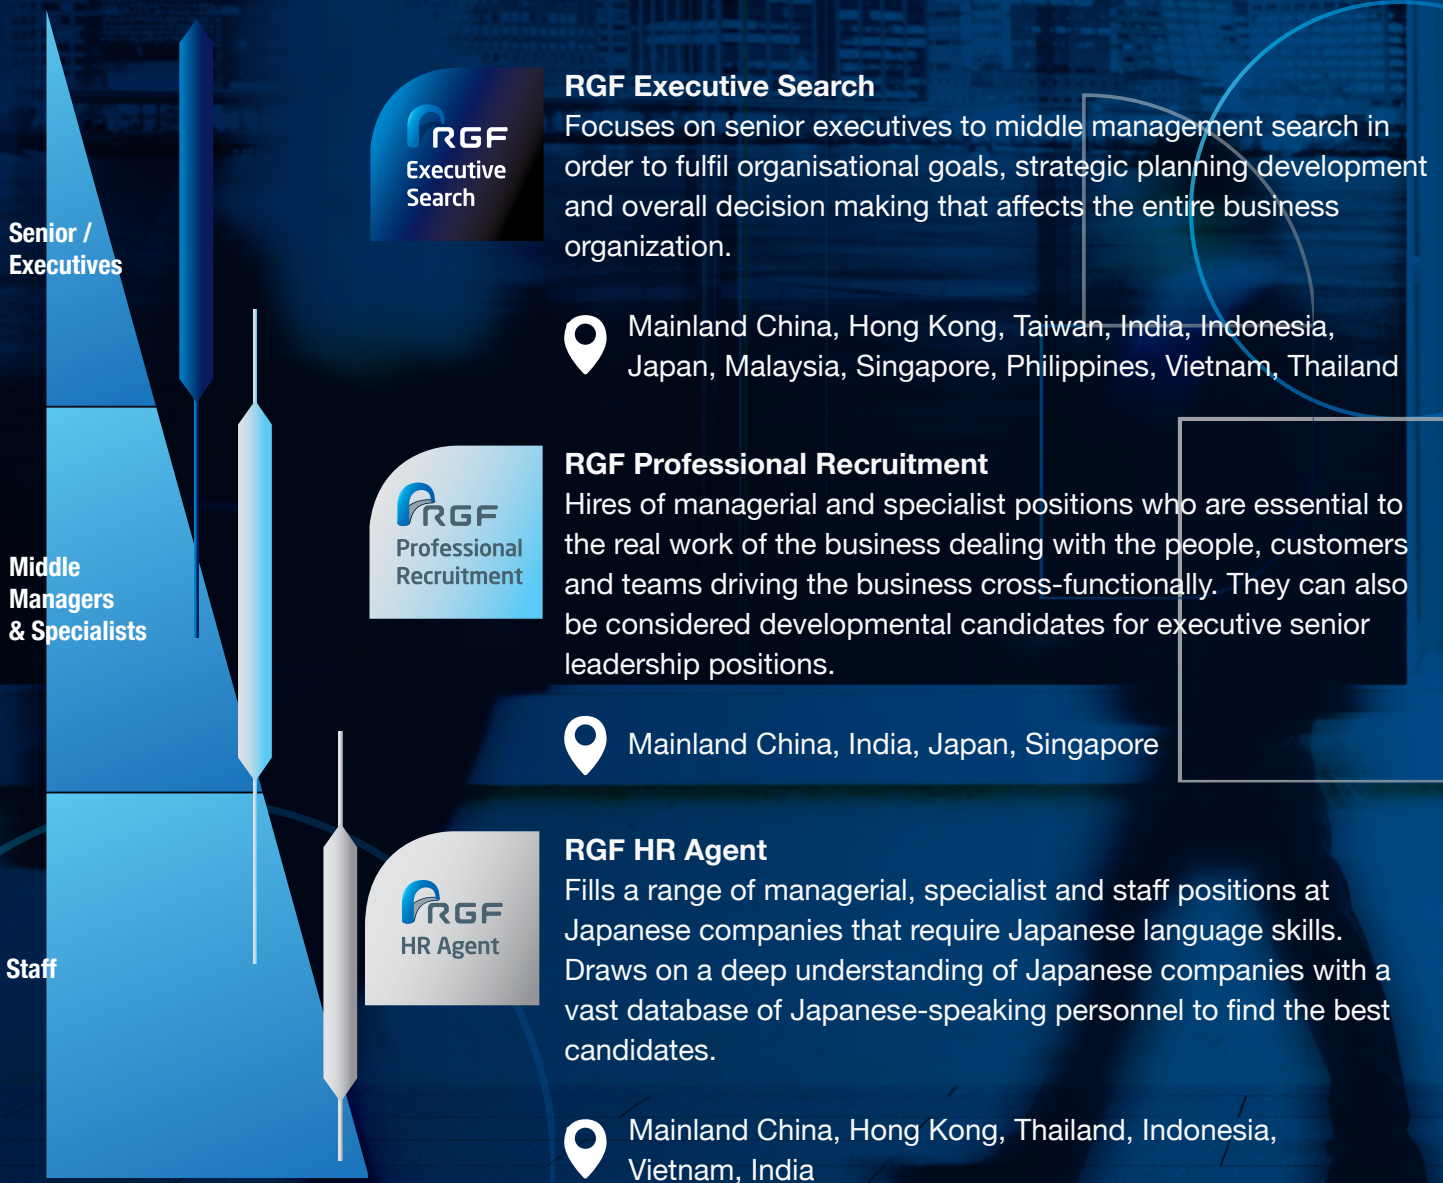 Senior /
Executives
Middle
Managers
& Specialists
Staff
RGF
Executive
Search
RGF Executive Search
Focuses on senior executives to middle management search in
order to fulfil organisational goals, strategic planning development
and overall decision making that affects the entire business
organization.
Mainland China, Hong Kong, Taiwan, India, Indonesia,
Japan, Malaysia, Singapore, Philippines, Vietnam, Thailand
RGF
Professional
Recruitment
RGF Professional Recruitment
Hires of managerial and specialist positions who are essential to
the real work of the business dealing with the people, customers
and teams driving the business cross-functionally. They can also
be considered developmental candidates for executive senior
leadership positions.
Mainland China, India, Japan, Singapore
RGF
HR Agent
RGF HR Agent
Fills a range of managerial, specialist and staff positions at
Japanese companies that require Japanese language skills.
Draws on a deep understanding of Japanese companies with a
vast database of Japanese-speaking personnel to find the best
candidates.
Mainland China, Hong Kong, Thailand, Indonesia,
Vietnam, India